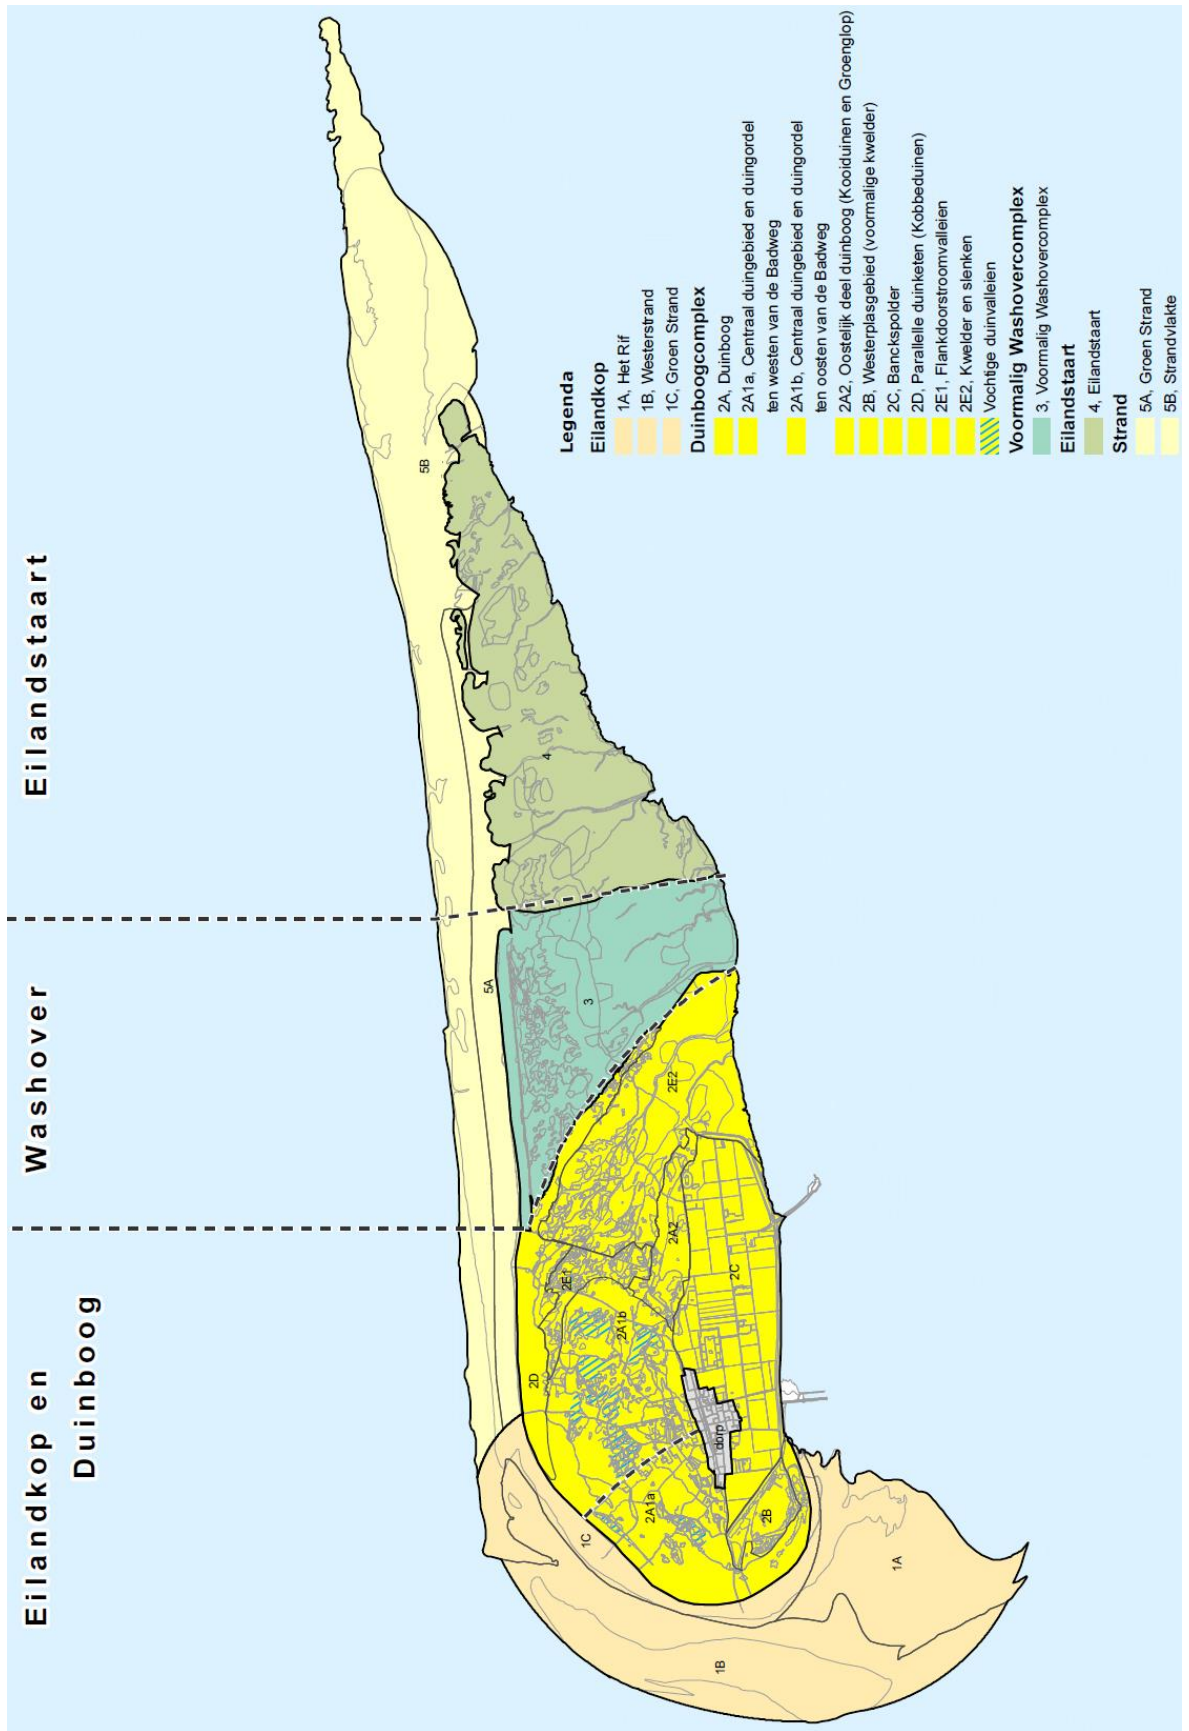 Eilandkop en
Duinboog
Washover
Eilandstaart
1A
1B
1C
2A1a
2A1b
2A2
2B
2C
2D
2E1
2E2
dorp
3
4
5A
5B
Legenda
Eilandkop
1A, Het Rif
1B, Westerstrand
1C, Groen Strand
Duinboogcomplex
2A, Duinboog
2A1a, Centraal duingebied en duingordel
ten westen van de Badweg
2A1b, Centraal duingebied en duingordel
ten oosten van de Badweg
2A2, Oostelijk deel duinboog (Kooiduinen en Groenglop)
2B, Westerplasgebied (voormalige kwelder)
2C, Banckspolder
2D, Parallelle duinketen (Kobbeduinen)
2E1, Flankdoorstroomvalleien
2E2, Kwelder en slenken
Vochtige duinvalleien
Voormalig Washovercomplex
3, Voormalig Washovercomplex
Eilandstaart
4, Eilandstaart
Strand
5A, Groen Strand
5B, Strandvlakte